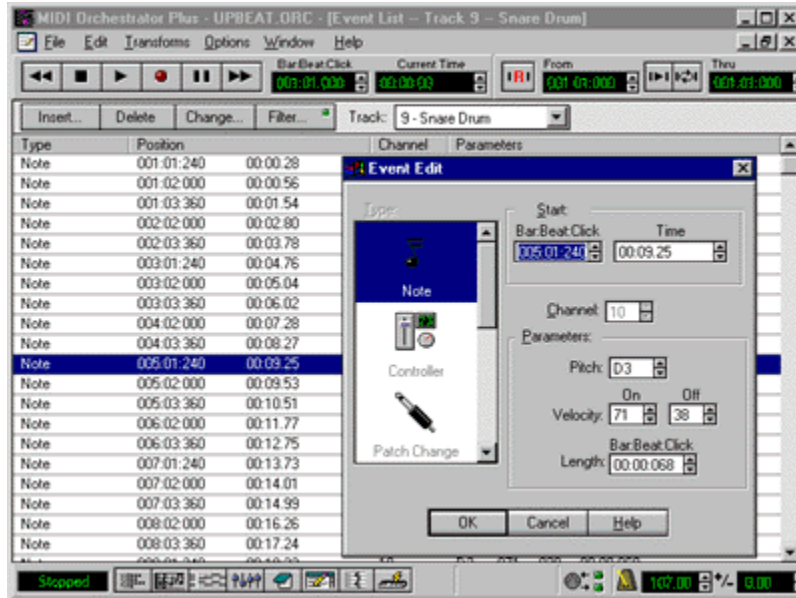 MIDI Orchestrator Plus - UPBEAT.ORC - [Event List -- Track 9 -- Snare Drum]
File Edit Transforms Options Window Help
Bar:Beat:Click Current Time From Thru
003:01:000 001:03:000 001:03:000
Insert... Delete Change... Filter... Track: 9 - Snare Drum
Type Position Channel Parameters
Note 001:01:240 00:00.28
Note 001:02:000 00:00.56
Note 001:03:360 00:01.54
Note 002:02:000 00:02.80
Note 002:03:360 00:03.78
Note 003:01:240 00:04.76
Note 003:02:000 00:05.04
Note 003:03:360 00:06.02
Note 004:02:000 00:07.28
Note 004:03:360 00:08.27
Note 005:01:240 00:09.25
Note 005:02:000 00:09.53
Note 005:03:360 00:10.51
Note 006:02:000 00:11.77
Note 006:03:360 00:12.75
Note 007:01:240 00:13.73
Note 007:02:000 00:14.01
Note 007:03:360 00:14.99
Note 008:02:000 00:16.26
Note 008:03:360 00:17.24
Event Edit
Type:
Note
Controller
Patch Change
Start
Bar:Beat:Click Time
005:01:240 00:09.25
Channel: 10
Parameters:
Pitch: D3
On Off
Velocity: 71 38
Bar:Beat:Click
Length: 00:00:068
OK Cancel Help
Stopped 107.00 +/- 0.00